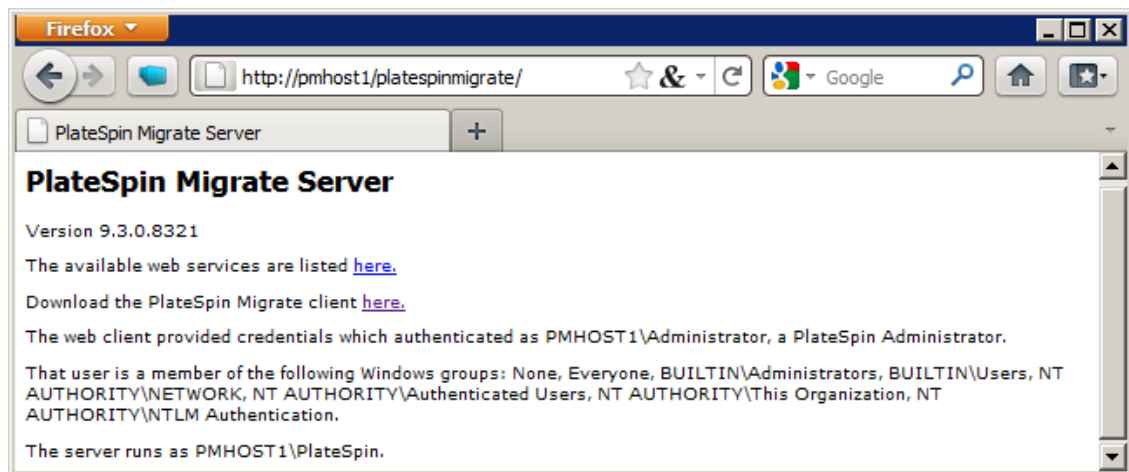 Firefox
http://pmhost1/platespinmigrate/
&
Google
PlateSpin Migrate Server
PlateSpin Migrate Server
Version 9.3.0.8321
The available web services are listed here.
Download the PlateSpin Migrate client here.
The web client provided credentials which authenticated as PMHOST1\Administrator, a PlateSpin Administrator.
That user is a member of the following Windows groups: None, Everyone, BUILTIN\Administrators, BUILTIN\Users, NT
AUTHORITY\NETWORK, NT AUTHORITY\Authenticated Users, NT AUTHORITY\This Organization, NT
AUTHORITY\NTLM Authentication.
The server runs as PMHOST1\PlateSpin.